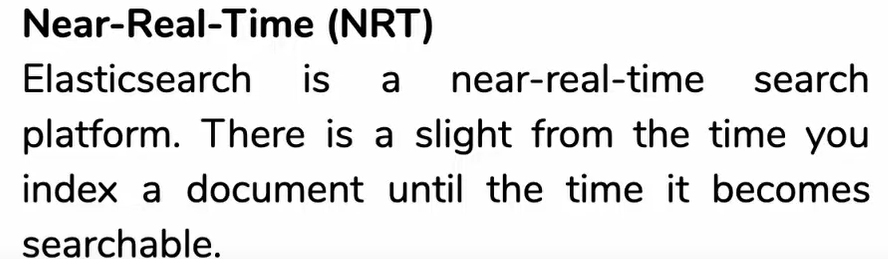 Near-Real-Time (NRT)
Elasticsearch is a near-real-time search
platform. There is a slight from the time you
index a document until the time it becomes
searchable.